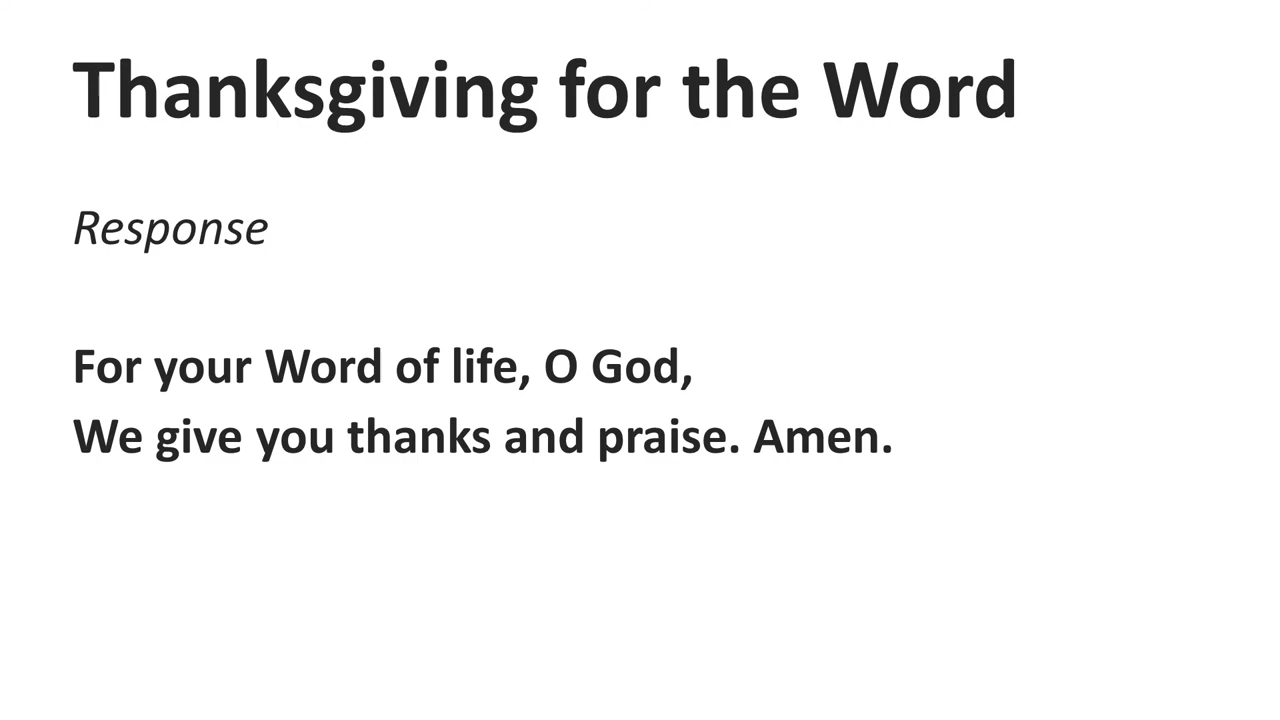 Thanksgiving for the Word
Response
For your Word of life, O God,
We give you thanks and praise. Amen.